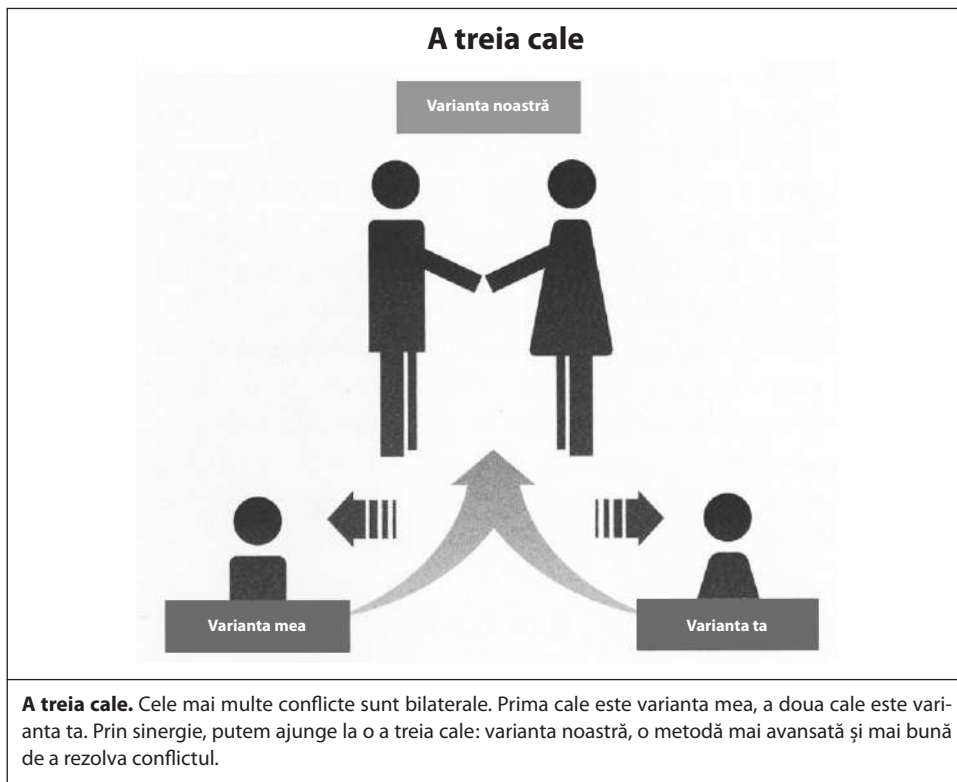 A treia cale
Varianta noastră
Varianta mea
Varianta ta
A treia cale. Cele mai multe conflicte sunt bilaterale. Prima cale este varianta mea, a doua cale este vari-
anta ta. Prin sinergie, putem ajunge la o a treia cale: varianta noastră, o metodă mai avansată și mai bună
de a rezolva conflictul.